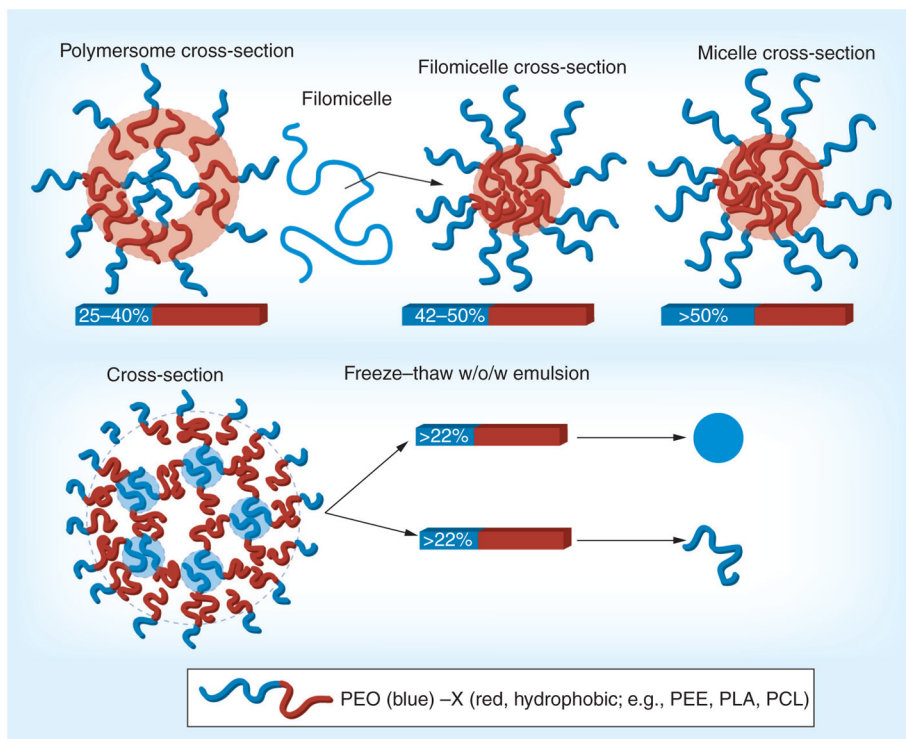 Polymersome cross-section
Filomicelle
Filomicelle cross-section
Micelle cross-section
25–40%
42–50%
>50%
Cross-section
Freeze–thaw w/o/w emulsion
>22%
>22%
PEO (blue) –X (red, hydrophobic; e.g., PEE, PLA, PCL)